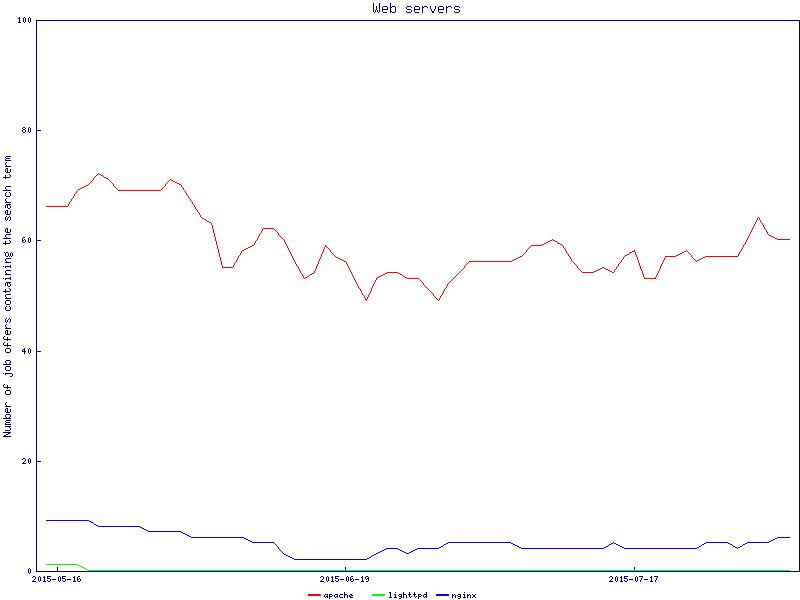 Web servers
Number of job offers containing the search term
100
80
60
40
20
0
2015-05-16 2015-06-19 2015-07-17
apache lighttpd nginx